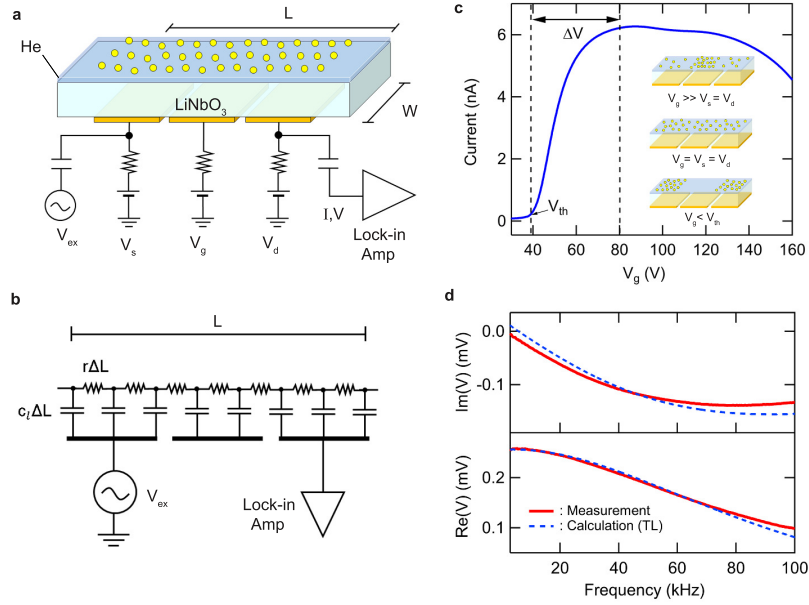 a
L
He
LiNbO3
W
Vex
Vs
Vg
Vd
I,V
Lock-in
Amp
b
L
rΔL
cℓΔL
Vex
Lock-in
Amp
c
ΔV
6
4
2
0
Current (nA)
Vth
Vg >> Vs = Vd
Vg = Vs = Vd
Vg < Vth
40 60 80 100 120 140 160
Vg (V)
d
0.0
-0.1
Im(V) (mV)
0.2
0.1
Re(V) (mV)
: Measurement
: Calculation (TL)
20 40 60 80 100
Frequency (kHz)